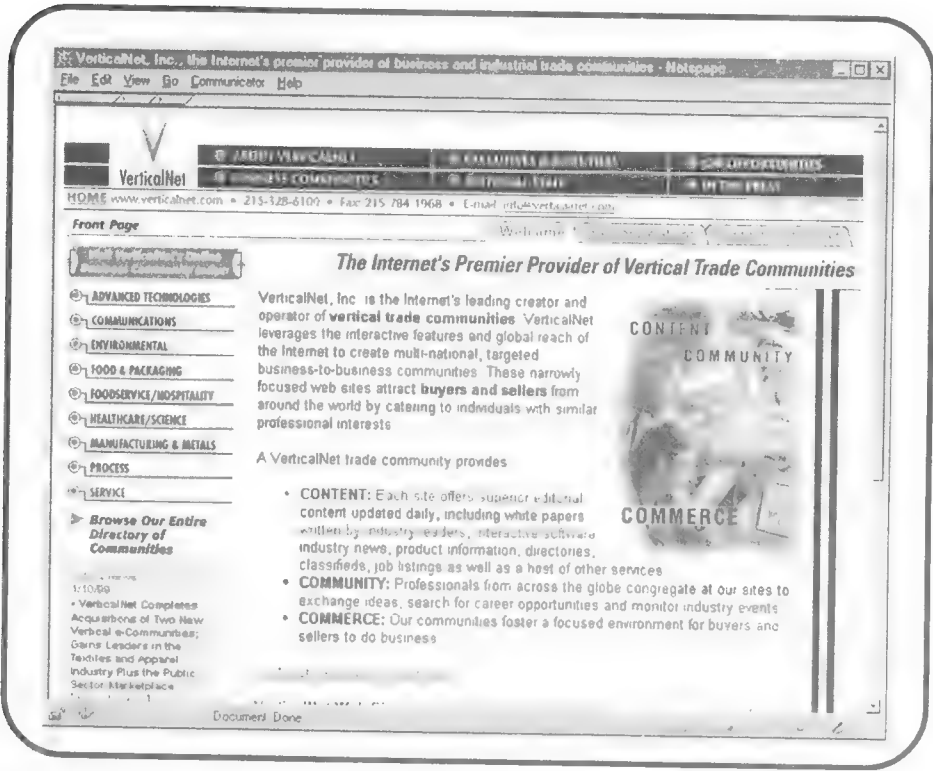 VerticalNet, Inc., the Internet's premier provider of business and industrial trade communities - Netscape
File Edit View Go Communicator Help
VerticalNet
ABOUT VERTICALNET
HOME www.verticalnet.com • 215-328-6100 • Fax: 215 784 1968 • E-mail:
Front Page
Welcome
The Internet's Premier Provider of Vertical Trade Communities
ADVANCED TECHNOLOGIES
COMMUNICATIONS
ENVIRONMENTAL
FOOD & PACKAGING
FOODSERVICE/HOSPITALITY
HEALTHCARE/SCIENCE
MANUFACTURING & METALS
PROCESS
SERVICE
Browse Our Entire
Directory of
Communities
• VerticalNet Completes
Acquisitions of Two New
Vertical e-Communities;
Gains Leaders in the
Textiles and Apparel
Industry Plus the Public
Sector Marketplace
VerticalNet, Inc is the Internet's leading creator and
operator of vertical trade communities VerticalNet
leverages the interactive features and global reach of
the Internet to create multi-national, targeted
business-to-business communities These narrowly
focused web sites attract buyers and sellers from
around the world by catering to individuals with similar
professional interests
A VerticalNet trade community provides
• CONTENT: Each site offers superior editorial
content updated daily, including white papers
written by industry leaders, interactive software
industry news, product information, directories,
classifieds, job listings as well as a host of other services
• COMMUNITY: Professionals from across the globe congregate at our sites to
exchange ideas, search for career opportunities and monitor industry events
• COMMERCE: Our communities foster a focused environment for buyers and
sellers to do business
CONTENT
COMMUNITY
COMMERCE
Document Done